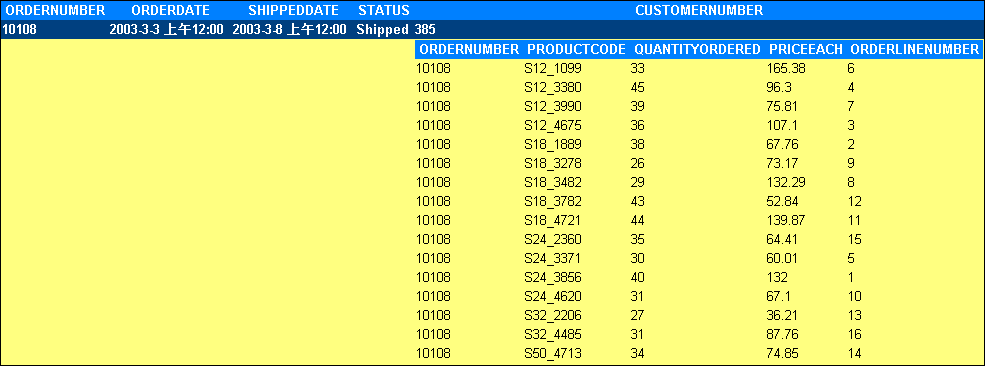 ORDERNUMBER ORDERDATE SHIPPEDDATE STATUS CUSTOMERNUMBER
10108 2003-3-3 上午12:00 2003-3-8 上午12:00 Shipped 385
ORDERNUMBER PRODUCTCODE QUANTITYORDERED PRICEEACH ORDERLINENUMBER
10108 S12_1099 33 165.38 6
10108 S12_3380 45 96.3 4
10108 S12_3990 39 75.81 7
10108 S12_4675 36 107.1 3
10108 S18_1889 38 67.76 2
10108 S18_3278 26 73.17 9
10108 S18_3482 29 132.29 8
10108 S18_3782 43 52.84 12
10108 S18_4721 44 139.87 11
10108 S24_2360 35 64.41 15
10108 S24_3371 30 60.01 5
10108 S24_3856 40 132 1
10108 S24_4620 31 67.1 10
10108 S32_2206 27 36.21 13
10108 S32_4485 31 87.76 16
10108 S50_4713 34 74.85 14